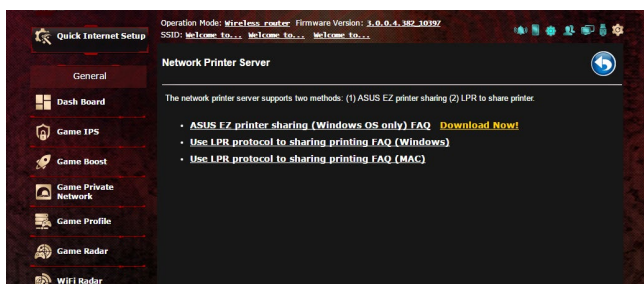 Quick Internet Setup
Operation Mode: Wireless router Firmware Version: 3.0.0.4.382_10397
SSID: Welcome to... Welcome to... Welcome to...
General
Dash Board
Game IPS
Game Boost
Game Private
Network
Game Profile
Game Radar
WiFi Radar
Network Printer Server
The network printer server supports two methods: (1) ASUS EZ printer sharing (2) LPR to share printer.
ASUS EZ printer sharing (Windows OS only) FAQ Download Now!
Use LPR protocol to sharing printing FAQ (Windows)
Use LPR protocol to sharing printing FAQ (MAC)